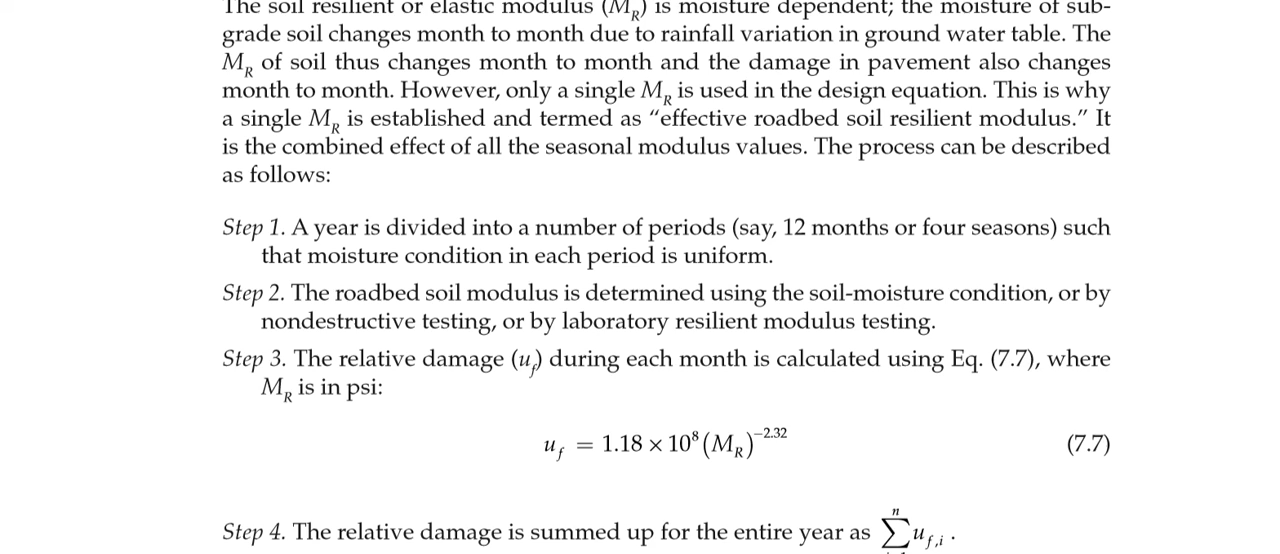 The soil resilient or elastic modulus (M_R) is moisture dependent; the moisture of sub-
grade soil changes month to month due to rainfall variation in ground water table. The
M_R of soil thus changes month to month and the damage in pavement also changes
month to month. However, only a single M_R is used in the design equation. This is why
a single M_R is established and termed as “effective roadbed soil resilient modulus.” It
is the combined effect of all the seasonal modulus values. The process can be described
as follows:
Step 1. A year is divided into a number of periods (say, 12 months or four seasons) such
that moisture condition in each period is uniform.
Step 2. The roadbed soil modulus is determined using the soil-moisture condition, or by
nondestructive testing, or by laboratory resilient modulus testing.
Step 3. The relative damage (u_f) during each month is calculated using Eq. (7.7), where
M_R is in psi:
u_f = 1.18 × 10^8 (M_R)^−2.32 (7.7)
Step 4. The relative damage is summed up for the entire year as ∑^n u_f,i .